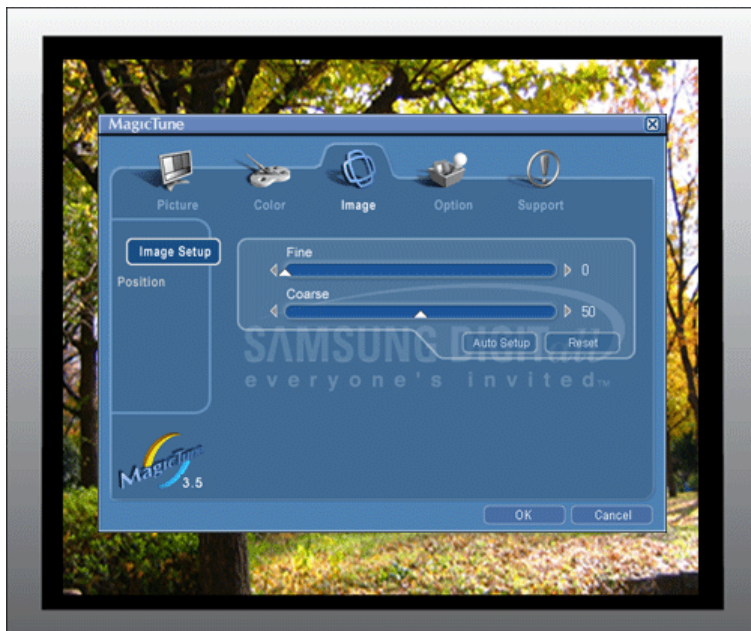 MagicTune
Picture
Color
Image
Option
Support
Image Setup
Position
Fine
0
Coarse
50
Auto Setup
Reset
SAMSUNG DIGITall
everyone's invited™
MagicTune
3.5
OK
Cancel